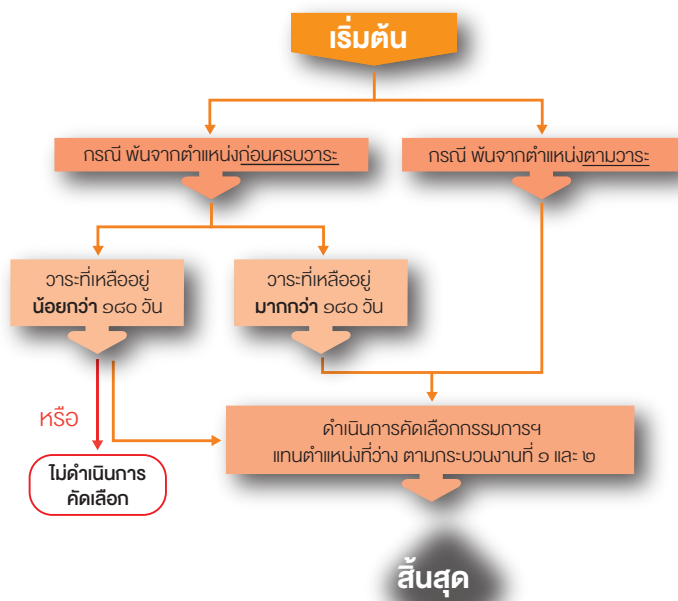 เริ่มต้น
กรณี พ้นจากตำแหน่งก่อนครบวาระ
กรณี พ้นจากตำแหน่งตามวาระ
วาระที่เหลืออยู่
น้อยกว่า ๑๘๐ วัน
วาระที่เหลืออยู่
มากกว่า ๑๘๐ วัน
หรือ
ไม่ดำเนินการ
คัดเลือก
ดำเนินการคัดเลือกกรรมการฯ
แทนตำแหน่งที่ว่าง ตามกระบวนงานที่ ๑ และ ๒
สิ้นสุด